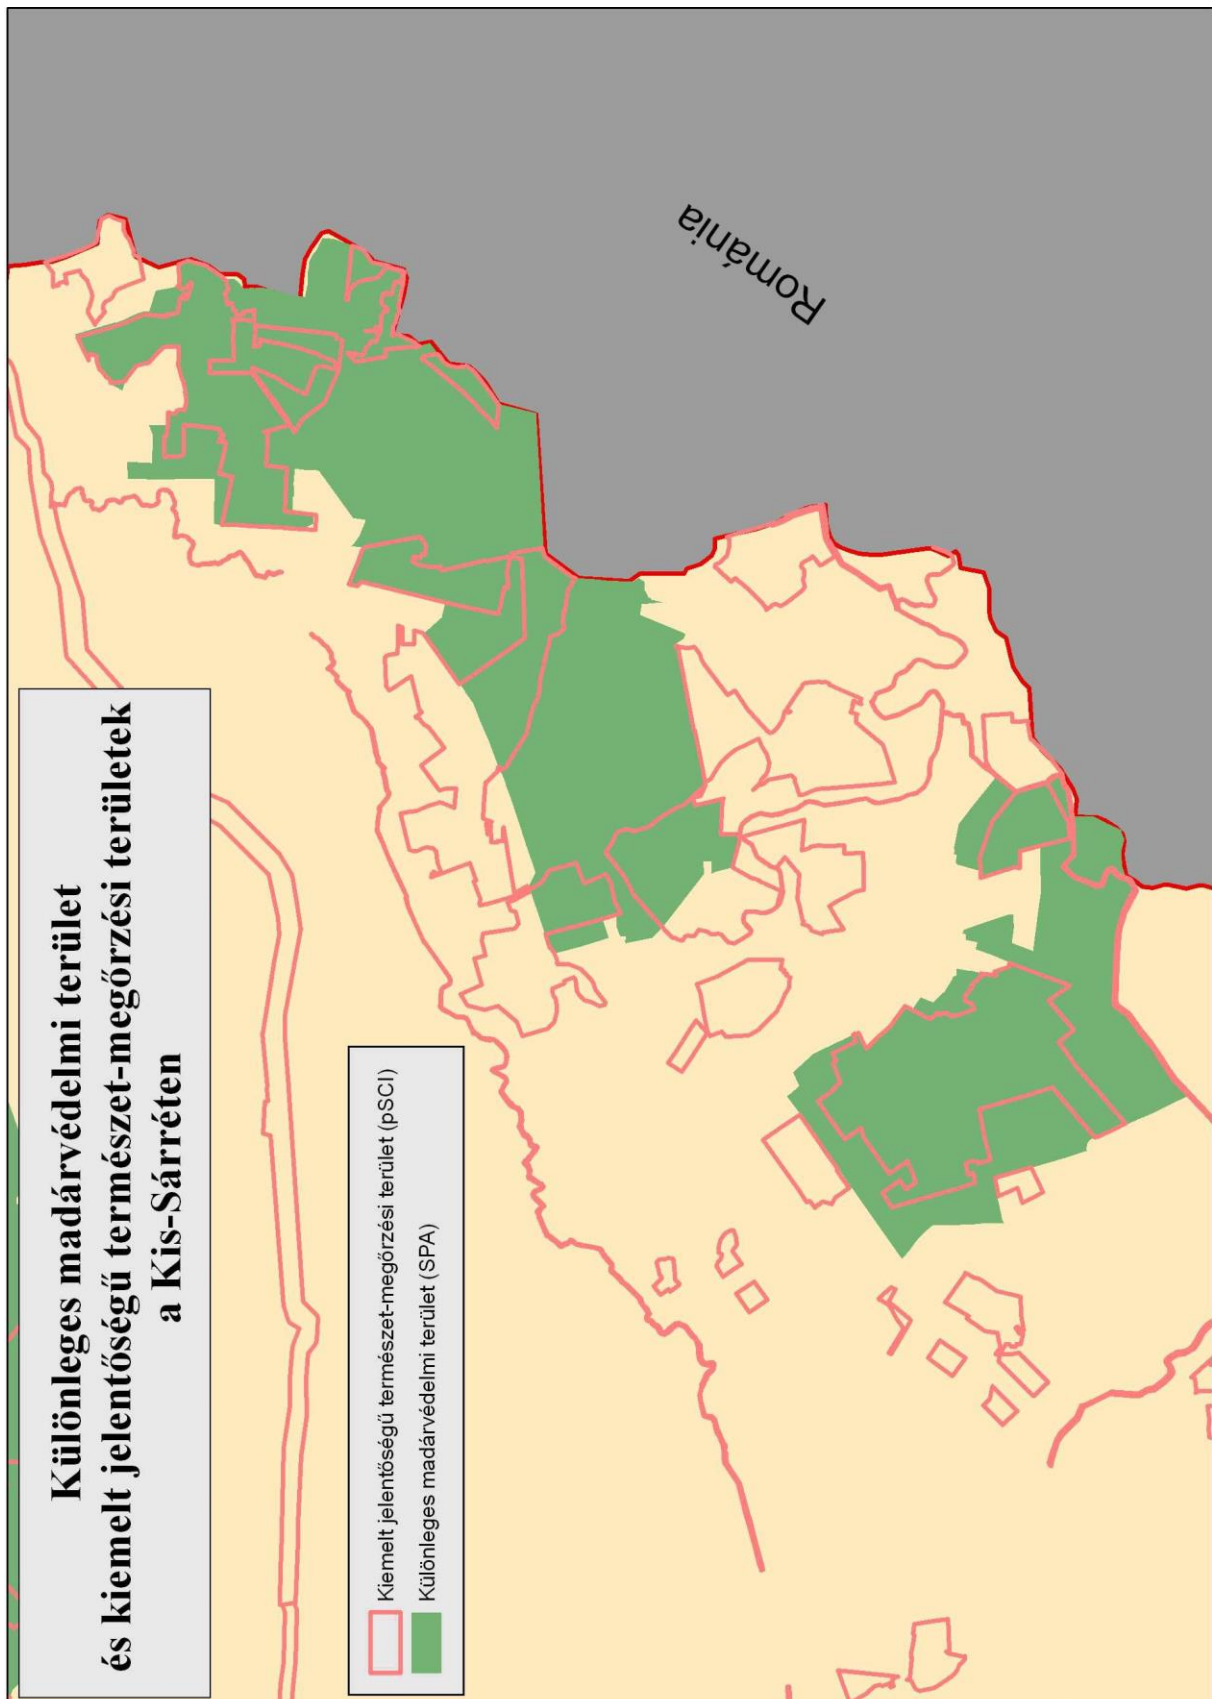 Különleges madárvédelmi terület
és kiemelt jelentőségű természet-megőrzési területek
a Kis-Sárréten
Kiemelt jelentőségű természet-megőrzési terület (pSCI)
Különleges madárvédelmi terület (SPA)
Románia